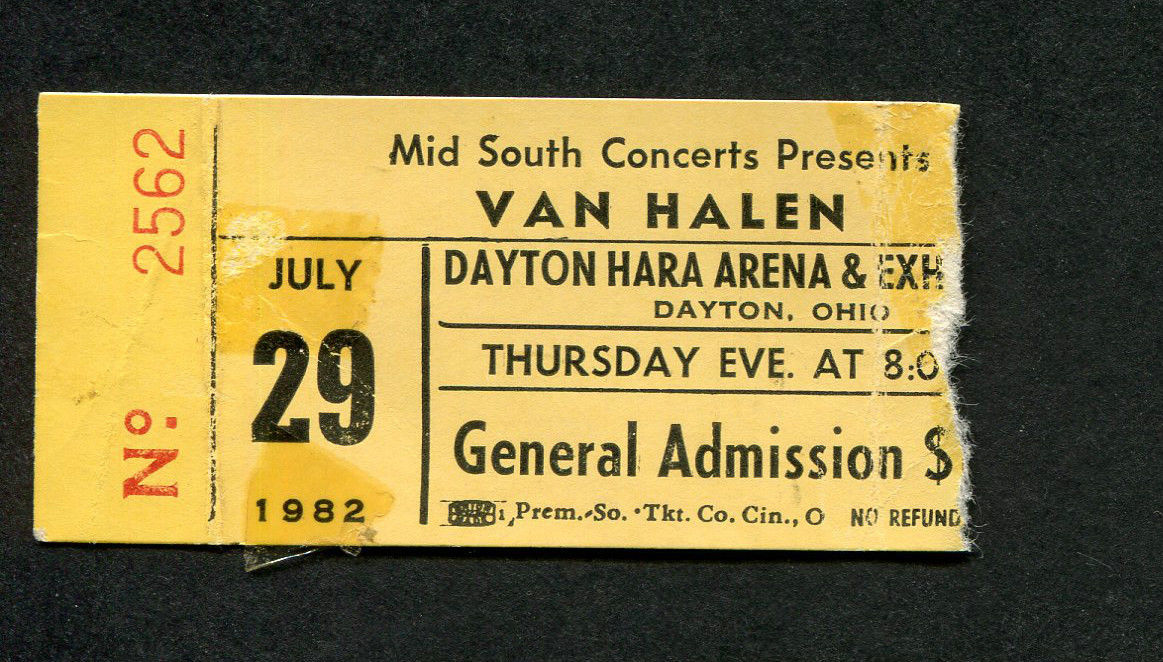 Nº 2562
Mid South Concerts Presents
VAN HALEN
JULY
29
1982
DAYTON HARA ARENA & EXH
DAYTON, OHIO
THURSDAY EVE. AT 8:0
General Admission $
Prem.-So. Tkt. Co. Cin., O NO REFUND